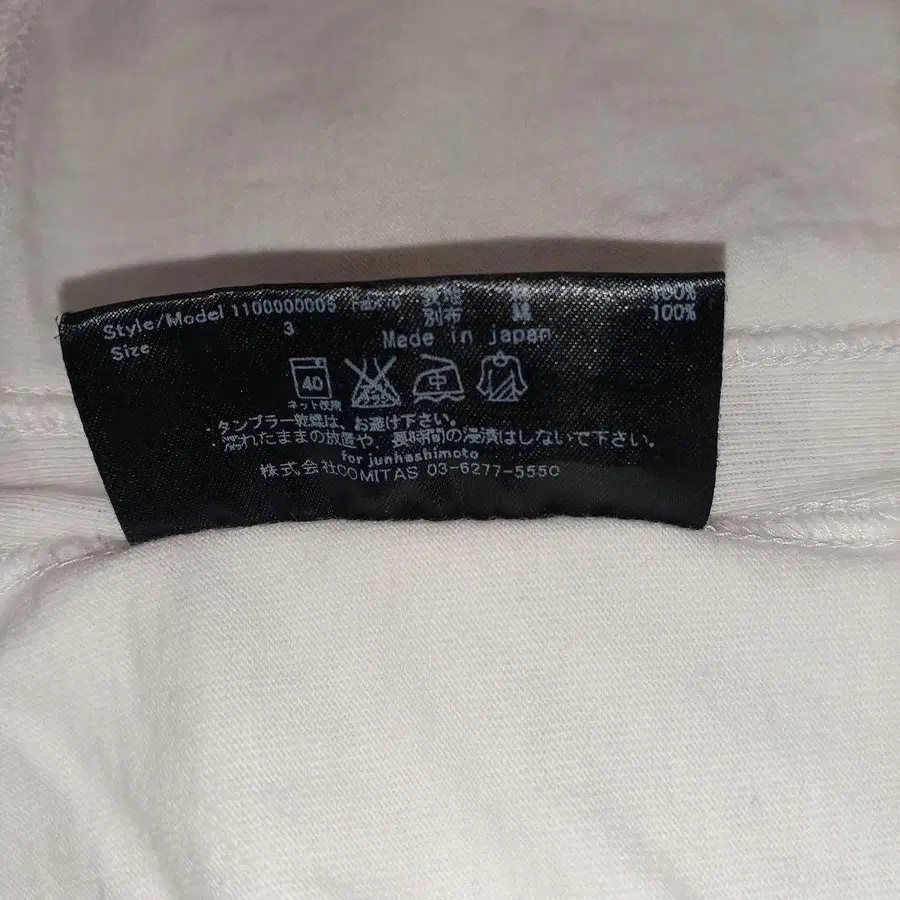 Style/Model 1100000005 Fabric 表地 綿 100%
Size 3 別布 綿 100%
Made in japan
40 中
ネット使用
・タンブラー乾燥は、お避け下さい。
・濡れたままの放置や、長時間の浸漬はしないで下さい。
for junhashimoto
株式会社COMITAS 03-6277-5550